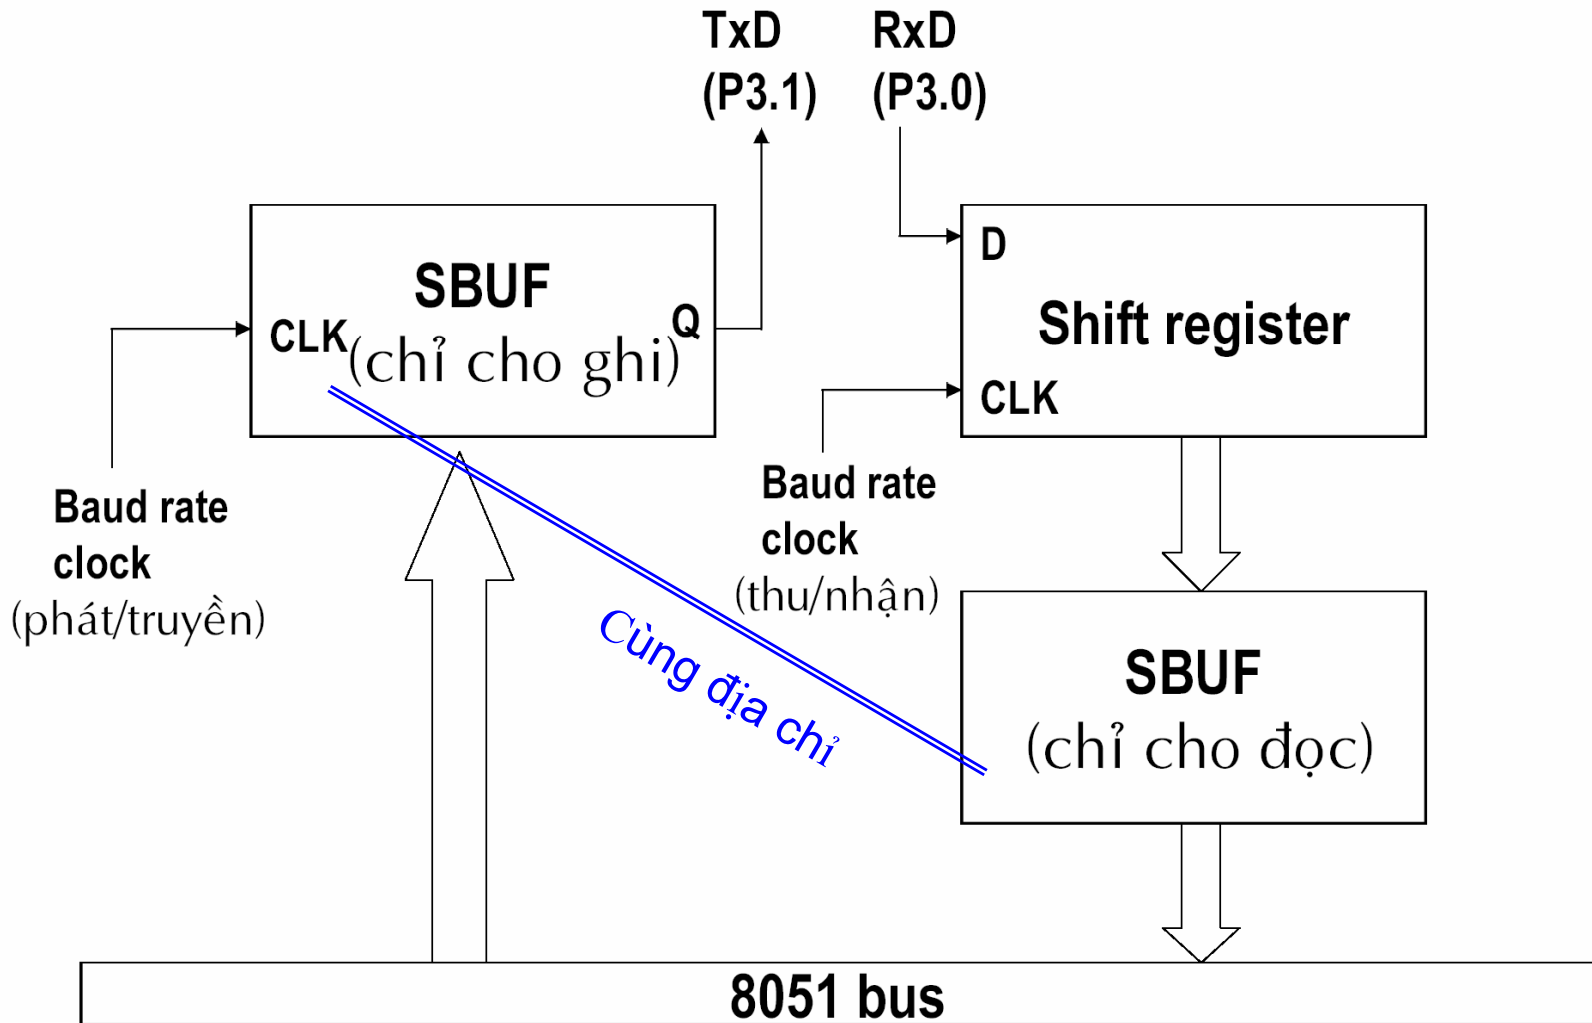 TxD
(P3.1)
RxD
(P3.0)
SBUF
CLK
(chỉ cho ghi)
Q
D
Shift register
CLK
Baud rate
clock
(phát/truyền)
Baud rate
clock
(thu/nhận)
Cùng địa chỉ
SBUF
(chỉ cho đọc)
8051 bus